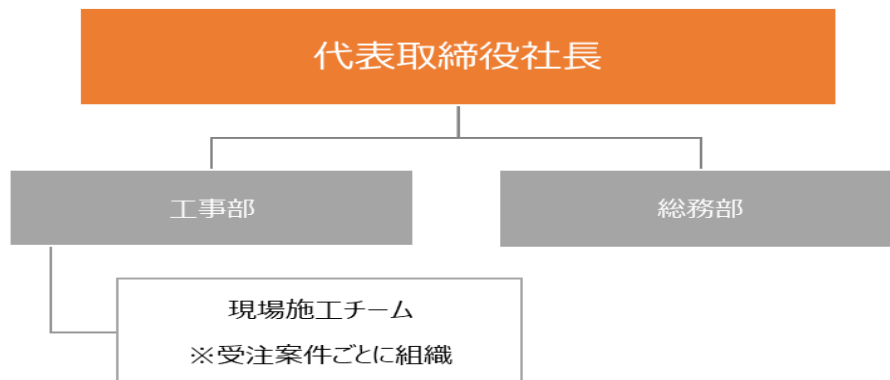 代表取締役社長
工事部
総務部
現場施工チーム
※受注案件ごとに組織